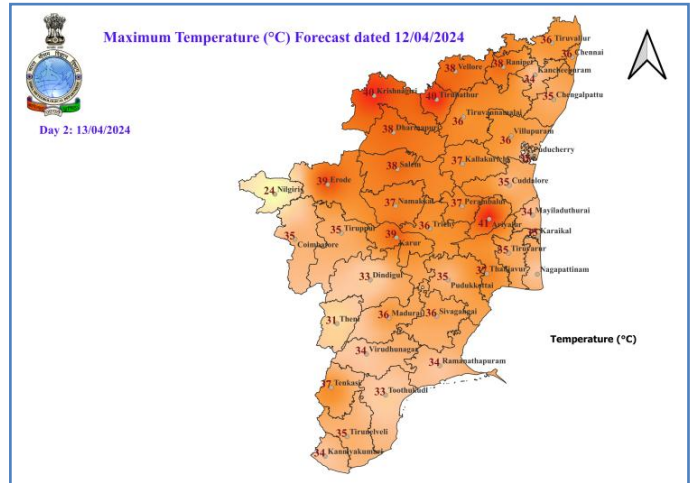 Maximum Temperature (°C) Forecast dated 12/04/2024
Day 2: 13/04/2024
36 Tiruvallur
36 Chennai
38 Vellore
38 Ranipet
34 Kancheepuram
35 Chengalpattu
40 Krishnagiri
40 Tirupathur
36 Tiruvannamalai
38 Dharmapuri
36 Villupuram
Puducherry
38 Salem
37 Kallakurichi
35 Cuddalore
24 Nilgiris
39 Erode
37 Namakkal
37 Perambalur
41 Ariyalur
34 Mayiladuthurai
35 Coimbatore
35 Tiruppur
39 Karur
36 Trichy
Karaikal
35 Tiruvarur
33 Dindigul
35 Pudukkottai
37 Thanjavur
Nagapattinam
31 Theni
36 Madurai
36 Sivagangai
Temperature (°C)
34 Virudhunagar
34 Ramanathapuram
37 Tenkasi
33 Toothukudi
35 Tirunelveli
34 Kanniyakumari